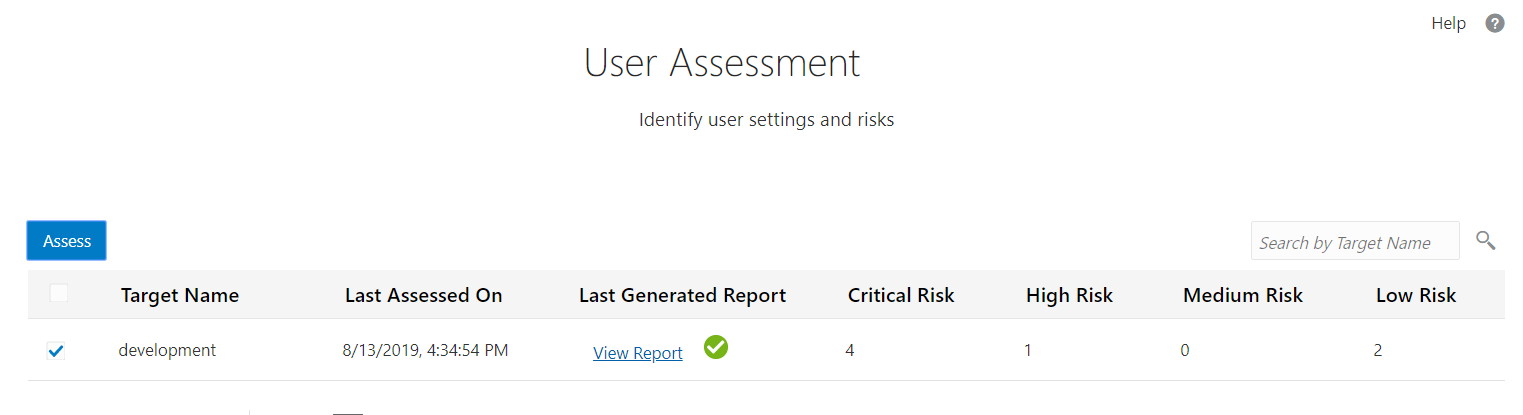 Help
User Assessment
Identify user settings and risks
Assess
Search by Target Name
Target Name Last Assessed On Last Generated Report Critical Risk High Risk Medium Risk Low Risk
development 8/13/2019, 4:34:54 PM View Report 4 1 0 2